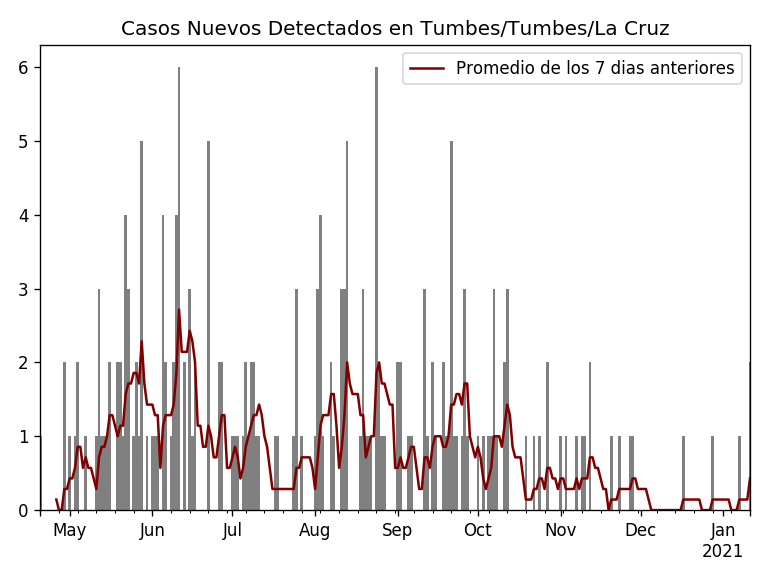 Casos Nuevos Detectados en Tumbes/Tumbes/La Cruz
Promedio de los 7 dias anteriores
6
5
4
3
2
1
0
May Jun Jul Aug Sep Oct Nov Dec Jan
2021